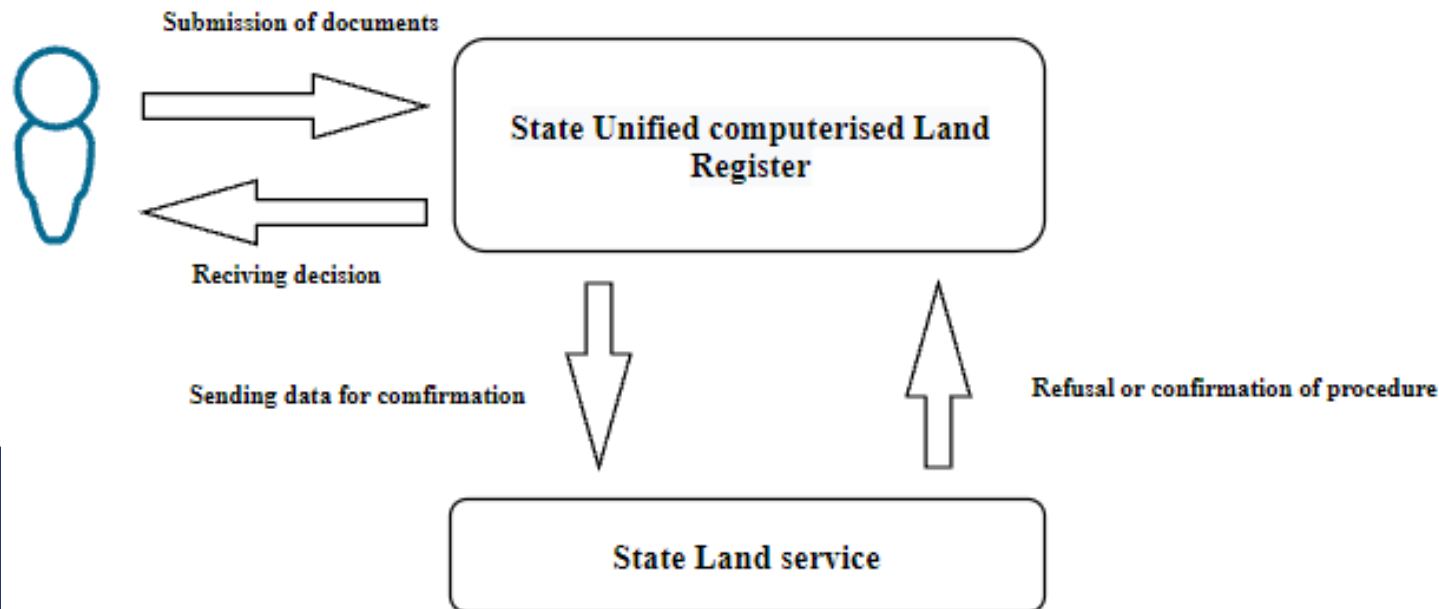 Submission of documents
State Unified computerised Land
Register
Reciving decision
Sending data for comfirmation
Refusal or confirmation of procedure
State Land service